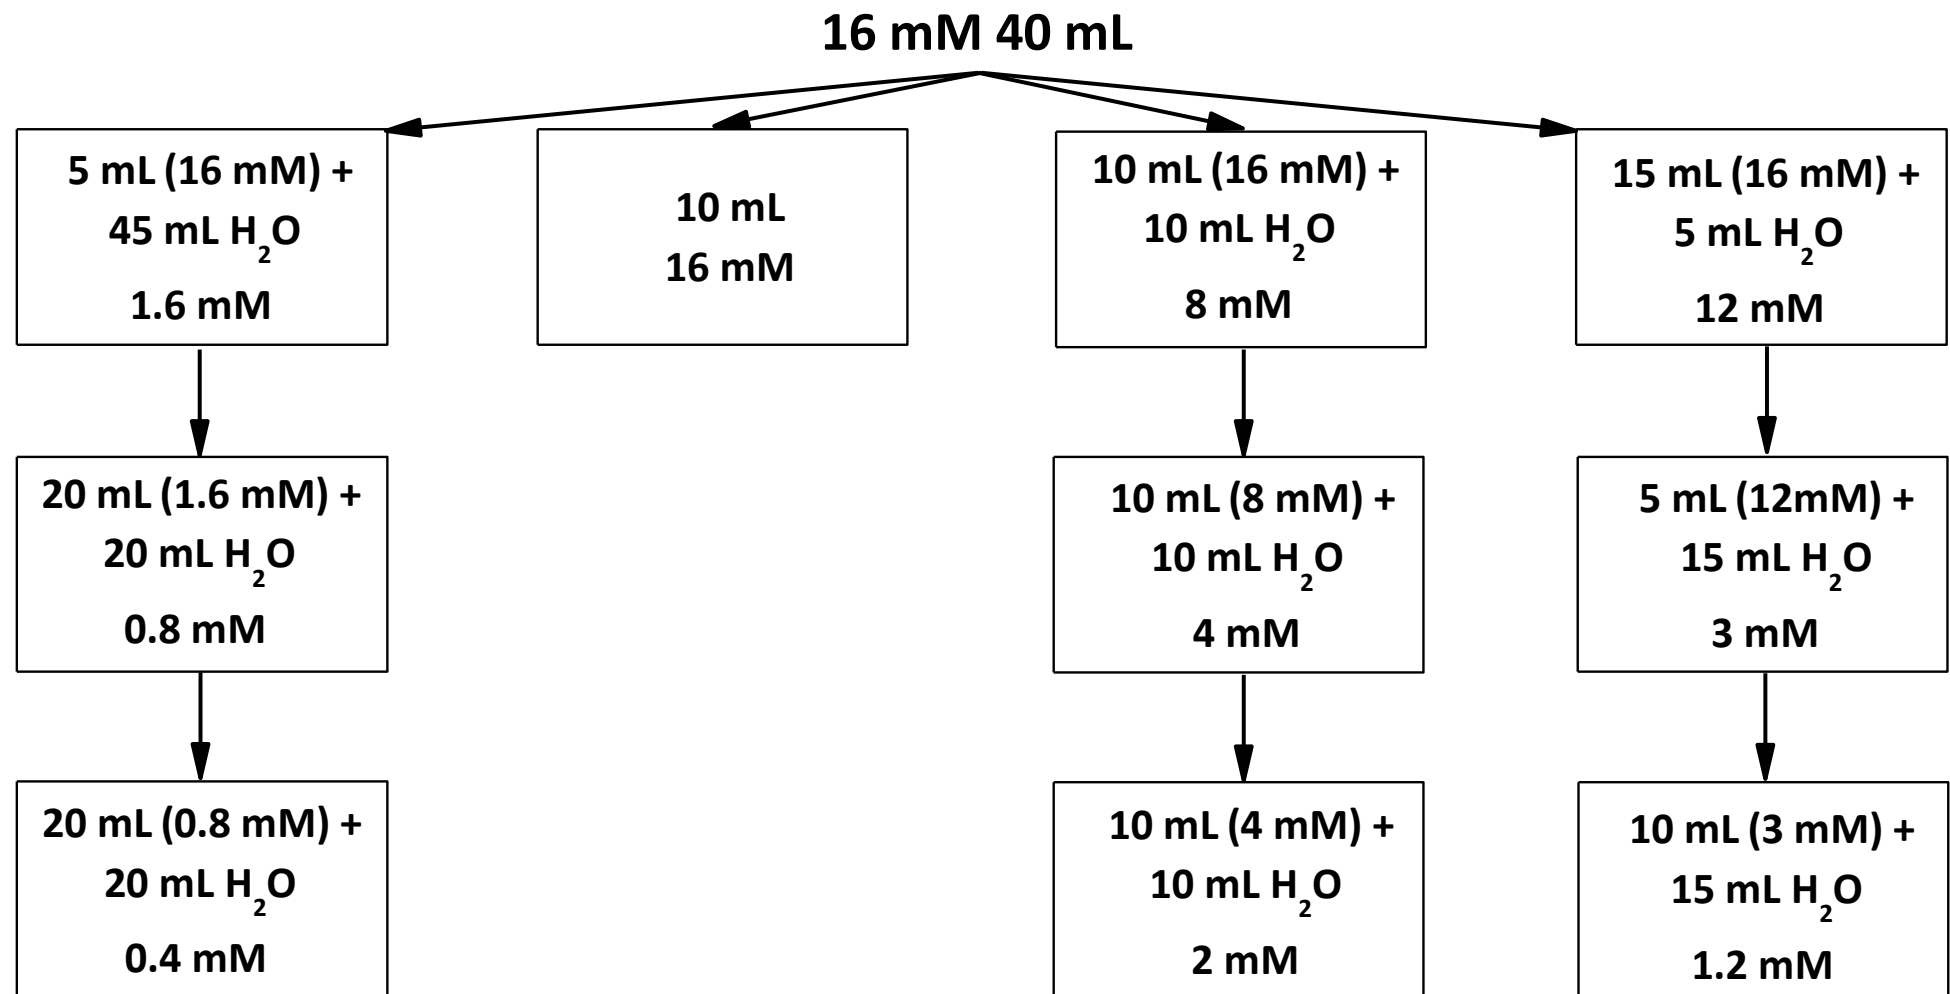 16 mM 40 mL
5 mL (16 mM) +
45 mL H₂O
1.6 mM
10 mL
16 mM
10 mL (16 mM) +
10 mL H₂O
8 mM
15 mL (16 mM) +
5 mL H₂O
12 mM
20 mL (1.6 mM) +
20 mL H₂O
0.8 mM
10 mL (8 mM) +
10 mL H₂O
4 mM
5 mL (12mM) +
15 mL H₂O
3 mM
20 mL (0.8 mM) +
20 mL H₂O
0.4 mM
10 mL (4 mM) +
10 mL H₂O
2 mM
10 mL (3 mM) +
15 mL H₂O
1.2 mM